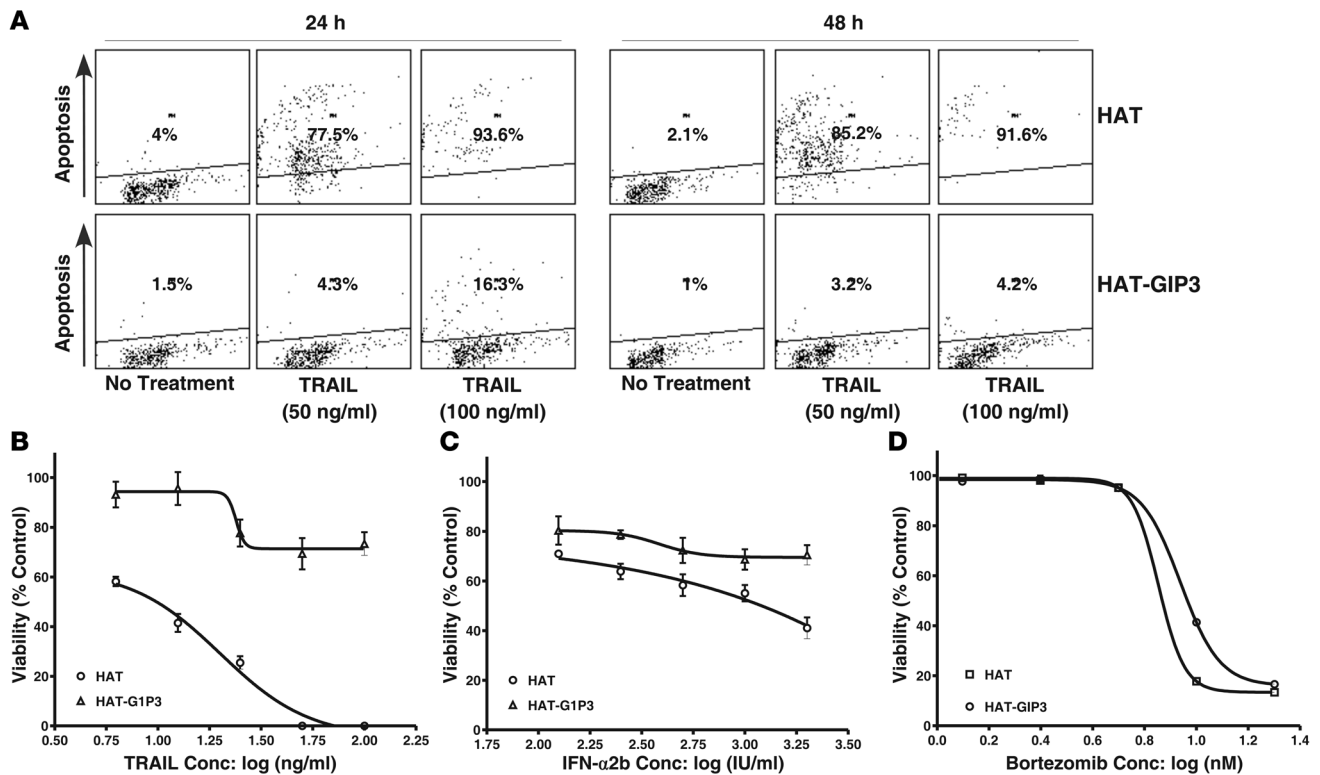 A
24 h
48 h
Apoptosis
4%
77.5%
93.6%
2.1%
85.2%
91.6%
HAT
Apoptosis
1.5%
4.3%
16.3%
1%
3.2%
4.2%
HAT-GIP3
No Treatment
TRAIL
(50 ng/ml)
TRAIL
(100 ng/ml)
No Treatment
TRAIL
(50 ng/ml)
TRAIL
(100 ng/ml)
B
Viability (% Control)
100
80
60
40
20
0
HAT
HAT-G1P3
0.50 0.75 1.00 1.25 1.50 1.75 2.00 2.25
TRAIL Conc: log (ng/ml)
C
Viability (% Control)
100
80
60
40
20
0
HAT
HAT-G1P3
1.75 2.00 2.25 2.50 2.75 3.00 3.25 3.50
IFN-α2b Conc: log (IU/ml)
D
Viability (% Control)
100
80
60
40
20
0
HAT
HAT-GIP3
0.0 0.2 0.4 0.6 0.8 1.0 1.2 1.4
Bortezomib Conc: log (nM)